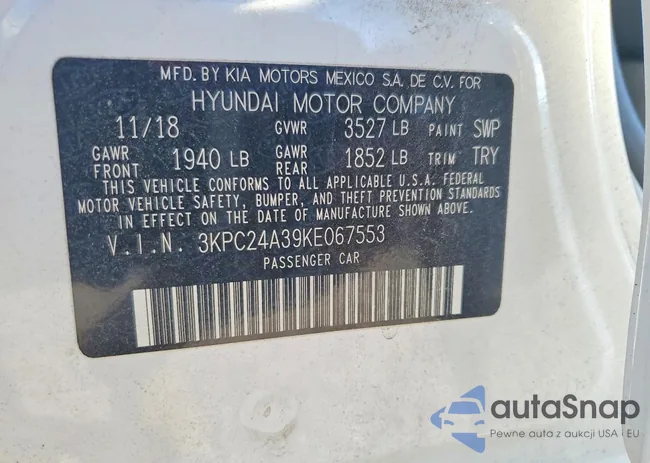 MFD. BY KIA MOTORS MEXICO S.A. DE C.V. FOR
HYUNDAI MOTOR COMPANY
11/18 GVWR 3527 LB PAINT SWP
GAWR FRONT 1940 LB GAWR REAR 1852 LB TRIM TRY
THIS VEHICLE CONFORMS TO ALL APPLICABLE U.S.A. FEDERAL
MOTOR VEHICLE SAFETY, BUMPER, AND THEFT PREVENTION STANDARDS
IN EFFECT ON THE DATE OF MANUFACTURE SHOWN ABOVE.
V.I.N. 3KPC24A39KE067553
PASSENGER CAR
autaSnap
Pewne auta z aukcji USA i EU